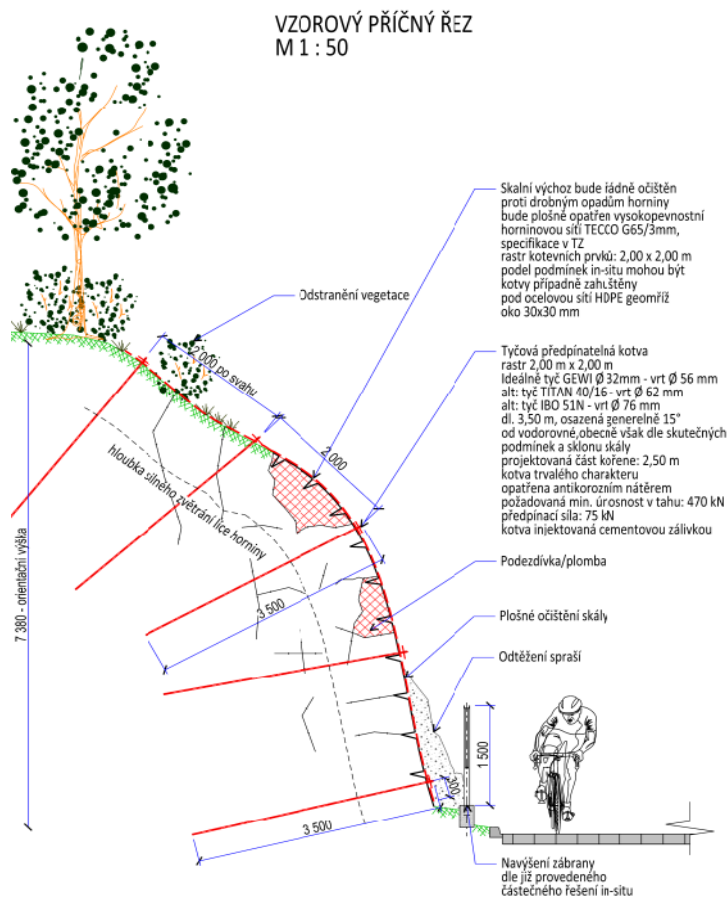 VZOROVÝ PŘÍČNÝ ŘEZ
M 1 : 50
Skalní výchoz bude řádně očištěn
proti drobným opadům horniny
bude plošně opatřen vysokopevnostní
horninovou sítí TECCO G65/3mm,
specifikace v TZ
rastr kotevních prvků: 2,00 x 2,00 m
podel podmínek in-situ mohou být
kotvy případně zahuštěny
pod ocelovou sítí HDPE geomříž
oko 30x30 mm
Odstranění vegetace
2 000 po svahu
Tyčová předpínatelná kotva
rastr 2,00 m x 2,00 m
Ideálně tyč GEWI Ø 32mm - vrt Ø 56 mm
alt: tyč TITAN 40/16 - vrt Ø 62 mm
alt: tyč IBO 51N - vrt Ø 76 mm
dl. 3,50 m, osazená generelně 15°
od vodorovné,obecně však dle skutečných
podmínek a sklonu skály
projektovaná část kořene: 2,50 m
kotva trvalého charakteru
opatřena antikorozním nátěrem
požadovaná min. únosnost v tahu: 470 kN
předpínací síla: 75 kN
kotva injektovaná cementovou zálivkou
2 000
hloubka silného zvětrání líce horniny
7 380 - orientační výška
3 500
Podezdívka/plomba
Plošné očištění skály
Odtěžení spraší
1 500
300
3 500
Navýšení zábrany
dle již provedeného
částečného řešení in-situ